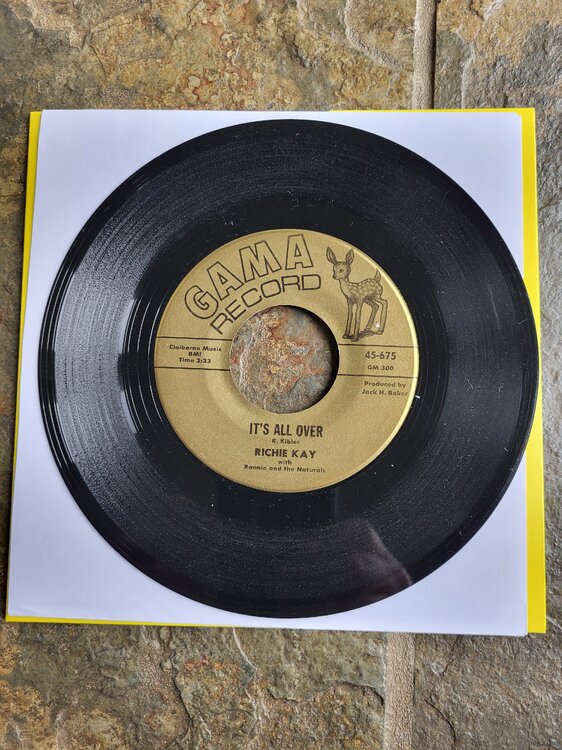 GAMA
RECORD
Claiborne Music
BMI
Time 2:23
45-675
GM 300
Produced by
Jack H. Baker
IT'S ALL OVER
R. Kibler
RICHIE KAY
with
Ronnie and the Naturals